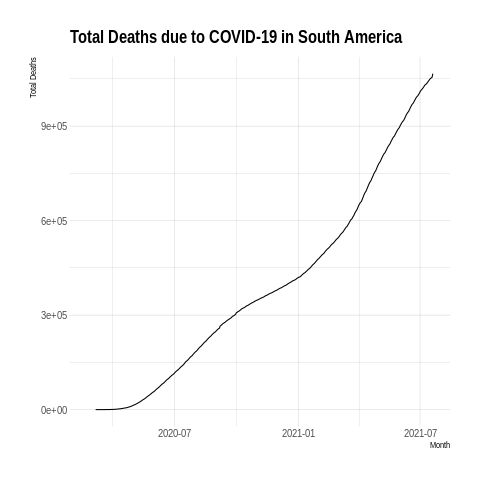 Total Deaths due to COVID-19 in South America
Total Deaths
9e+05
6e+05
3e+05
0e+00
2020-07 2021-01 2021-07
Month